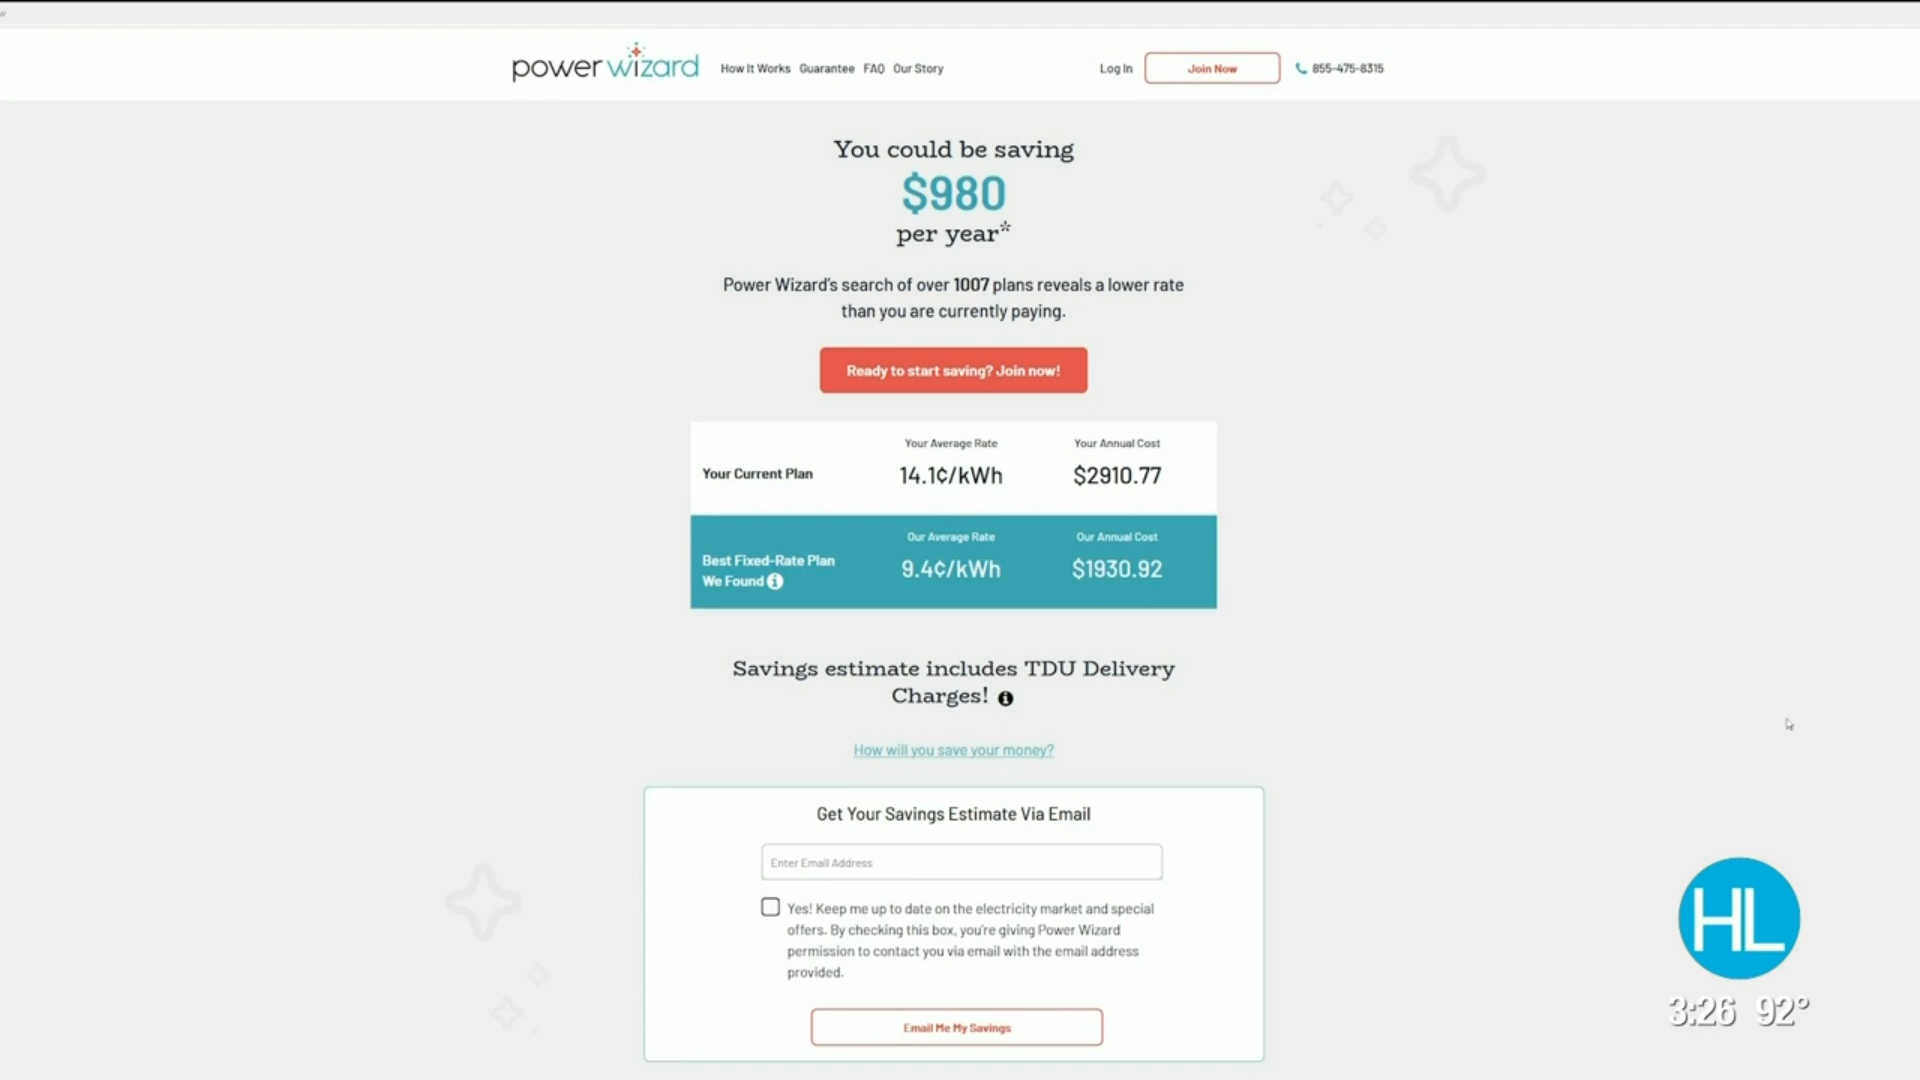 power wizard
How It Works Guarantee FAQ Our Story
Log In
Join Now
855-475-8315
You could be saving
$980
per year*
Power Wizard's search of over 1007 plans reveals a lower rate
than you are currently paying.
Ready to start saving? Join now!
Your Average Rate Your Annual Cost
Your Current Plan 14.1¢/kWh $2910.77
Our Average Rate Our Annual Cost
Best Fixed-Rate Plan
We Found
9.4¢/kWh $1930.92
Savings estimate includes TDU Delivery
Charges!
How will you save your money?
Get Your Savings Estimate Via Email
Enter Email Address
Yes! Keep me up to date on the electricity market and special
offers. By checking this box, you're giving Power Wizard
permission to contact you via email with the email address
provided.
Email Me My Savings
HL
3:26 92°